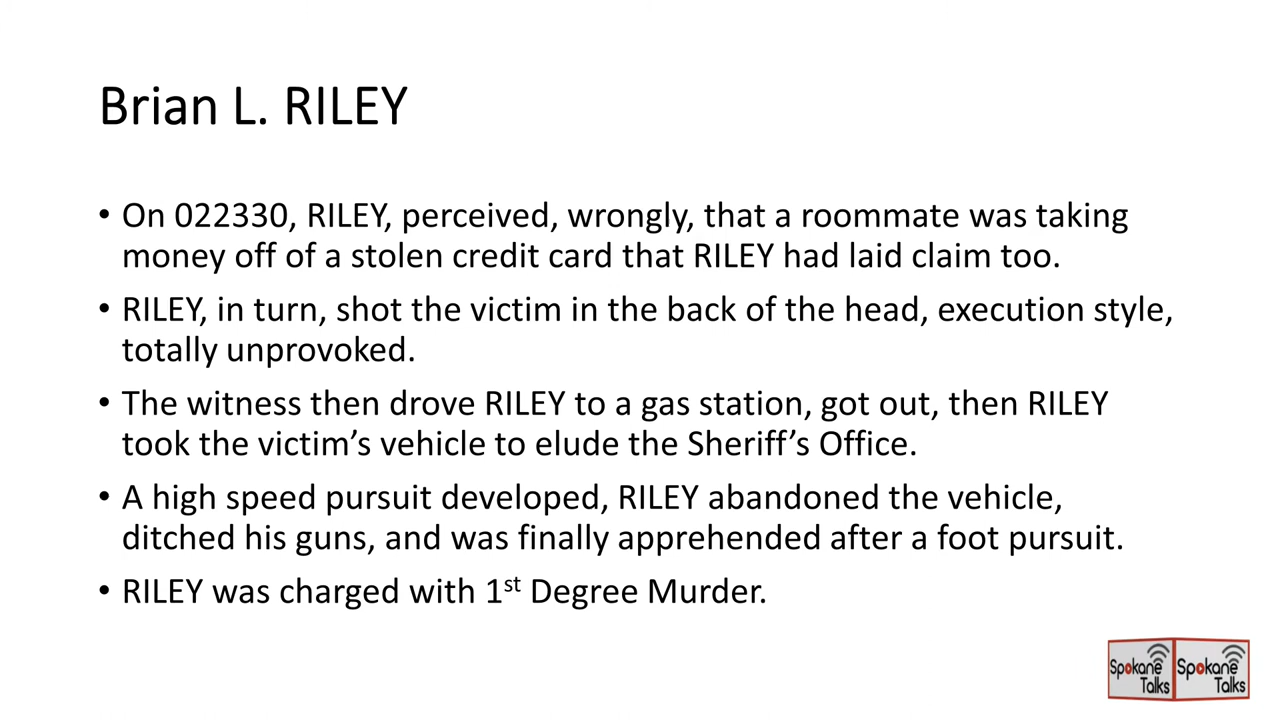 Brian L. RILEY
• On 022330, RILEY, perceived, wrongly, that a roommate was taking
money off of a stolen credit card that RILEY had laid claim too.
• RILEY, in turn, shot the victim in the back of the head, execution style,
totally unprovoked.
• The witness then drove RILEY to a gas station, got out, then RILEY
took the victim’s vehicle to elude the Sheriff’s Office.
• A high speed pursuit developed, RILEY abandoned the vehicle,
ditched his guns, and was finally apprehended after a foot pursuit.
• RILEY was charged with 1st Degree Murder.
Spokane Talks
Spokane Talks